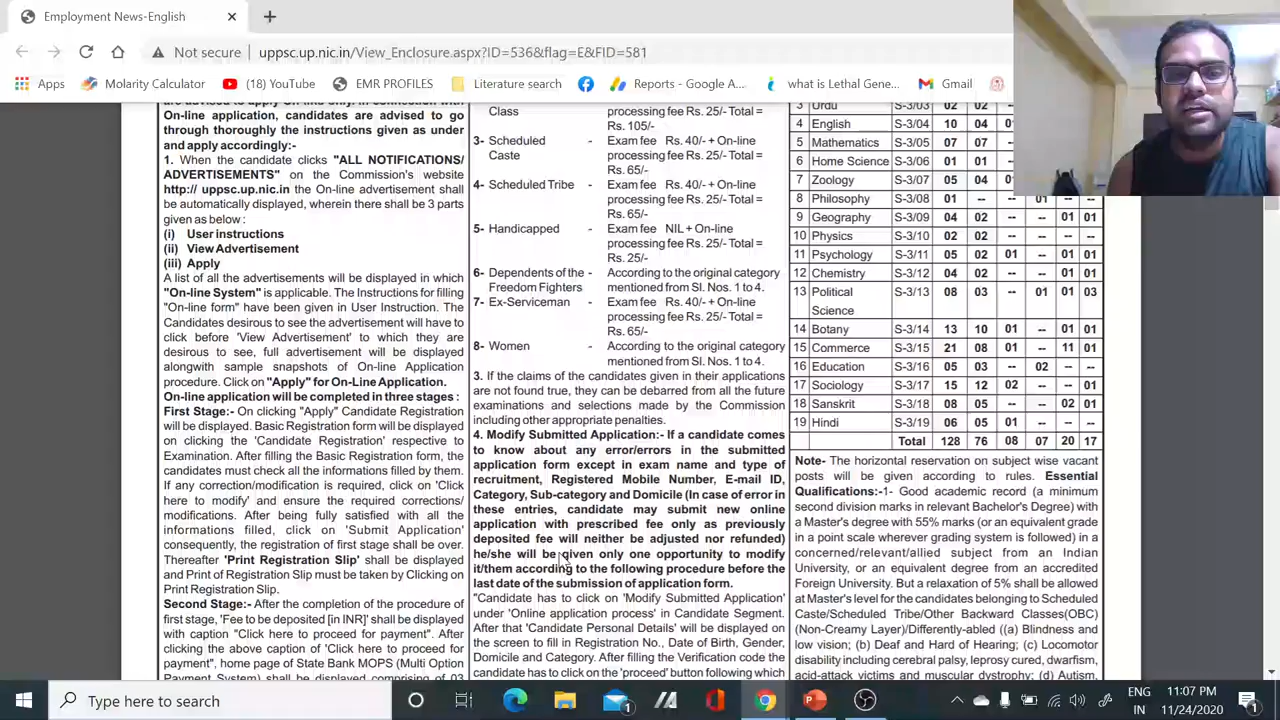 Employment News-English
Not secure
uppsc.up.nic.in/View_Enclosure.aspx?ID=536&flag=E&FID=581
Apps
Molarity Calculator
(18) YouTube
EMR PROFILES
Literature search
Reports - Google A...
what is Lethal Gene...
Gmail
are advised to apply On-line only. In connection with
On-line application, candidates are advised to go
through thoroughly the instructions given as under
and apply accordingly:-
1. When the candidate clicks "ALL NOTIFICATIONS/
ADVERTISEMENTS" on the Commission's website
http:// uppsc.up.nic.in the On-line advertisement shall
be automatically displayed, wherein there shall be 3 parts
given as below :
(i) User instructions
(ii) View Advertisement
(iii) Apply
A list of all the advertisements will be displayed in which
"On-line System" is applicable. The Instructions for filling
"On-line form" have been given in User Instruction. The
Candidates desirous to see the advertisement will have to
click before 'View Advertisement' to which they are
desirous to see, full advertisement will be displayed
alongwith sample snapshots of On-line Application
procedure. Click on "Apply" for On-Line Application.
On-line application will be completed in three stages :
First Stage:- On clicking "Apply" Candidate Registration
will be displayed. Basic Registration form will be displayed
on clicking the 'Candidate Registration' respective to
Examination. After filling the Basic Registration form, the
candidates must check all the informations filled by them.
If any correction/modification is required, click on 'Click
here to modify' and ensure the required corrections/
modifications. After being fully satisfied with all the
informations filled, click on 'Submit Application'
consequently, the registration of first stage shall be over.
Thereafter 'Print Registration Slip' shall be displayed
and Print of Registration Slip must be taken by Clicking on
Print Registration Slip.
Second Stage:- After the completion of the procedure of
first stage, 'Fee to be deposited [in INR]' shall be displayed
with caption "Click here to proceed for payment". After
clicking the above caption of 'Click here to proceed for
payment", home page of State Bank MOPS (Multi Option
Payment System) shall be displayed comprising of 03
Class processing fee Rs. 25/- Total =
Rs. 105/-
3- Scheduled - Exam fee Rs. 40/- + On-line
Caste processing fee Rs. 25/- Total =
Rs. 65/-
4- Scheduled Tribe - Exam fee Rs. 40/- + On-line
processing fee Rs. 25/- Total =
Rs. 65/-
5- Handicapped - Exam fee NIL + On-line
processing fee Rs. 25/- Total =
Rs. 25/-
6- Dependents of the - According to the original category
Freedom Fighters mentioned from Sl. Nos. 1 to 4.
7- Ex-Serviceman - Exam fee Rs. 40/- + On-line
processing fee Rs. 25/- Total =
Rs. 65/-
8- Women - According to the original category
mentioned from Sl. Nos. 1 to 4.
3. If the claims of the candidates given in their applications
are not found true, they can be debarred from all the future
examinations and selections made by the Commission
including other appropriate penalties.
4. Modify Submitted Application:- If a candidate comes
to know about any error/errors in the submitted
application form except in exam name and type of
recruitment, Registered Mobile Number, E-mail ID,
Category, Sub-category and Domicile (In case of error in
these entries, candidate may submit new online
application with prescribed fee only as previously
deposited fee will neither be adjusted nor refunded)
he/she will be given only one opportunity to modify
it/them according to the following procedure before the
last date of the submission of application form.
"Candidate has to click on 'Modify Submitted Application'
under 'Online application process' in Candidate Segment.
After that 'Candidate Personal Details' will be displayed on
the screen to fill in Registration No., Date of Birth, Gender,
Domicile and Category. After filling the Verification code the
candidate has to click on the 'proceed' button following which
3 Urdu S-3/03 02 02
4 English S-3/04 10 04
5 Mathematics S-3/05 07 07
6 Home Science S-3/06 01 01
7 Zoology S-3/07 05 04
8 Philosophy S-3/08 01 -- -- 01 -- --
9 Geography S-3/09 04 02 -- -- 01 01
10 Physics S-3/10 02 02 -- -- -- --
11 Psychology S-3/11 05 02 01 -- 01 01
12 Chemistry S-3/12 04 02 -- -- 01 01
13 Political S-3/13 08 03 -- 01 01 03
Science
14 Botany S-3/14 13 10 01 -- 01 01
15 Commerce S-3/15 21 08 01 -- 11 01
16 Education S-3/16 05 03 -- 02 -- --
17 Sociology S-3/17 15 12 02 -- -- 01
18 Sanskrit S-3/18 08 05 -- -- 02 01
19 Hindi S-3/19 06 05 01 -- -- --
Total 128 76 08 07 20 17
Note- The horizontal reservation on subject wise vacant
posts will be given according to rules. Essential
Qualifications:-1- Good academic record (a minimum
second division marks in relevant Bachelor's Degree) with
a Master's degree with 55% marks (or an equivalent grade
in a point scale wherever grading system is followed) in a
concerned/relevant/allied subject from an Indian
University, or an equivalent degree from an accredited
Foreign University. But a relaxation of 5% shall be allowed
at Master's level for the candidates belonging to Scheduled
Caste/Scheduled Tribe/Other Backward Classes(OBC)
(Non-Creamy Layer)/Differently-abled ((a) Blindness and
low vision; (b) Deaf and Hard of Hearing; (c) Locomotor
disability including cerebral palsy, leprosy cured, dwarfism,
acid-attack victims and muscular dystrophy; (d) Autism,
Type here to search
1
ENG
IN
11:07 PM
11/24/2020
1